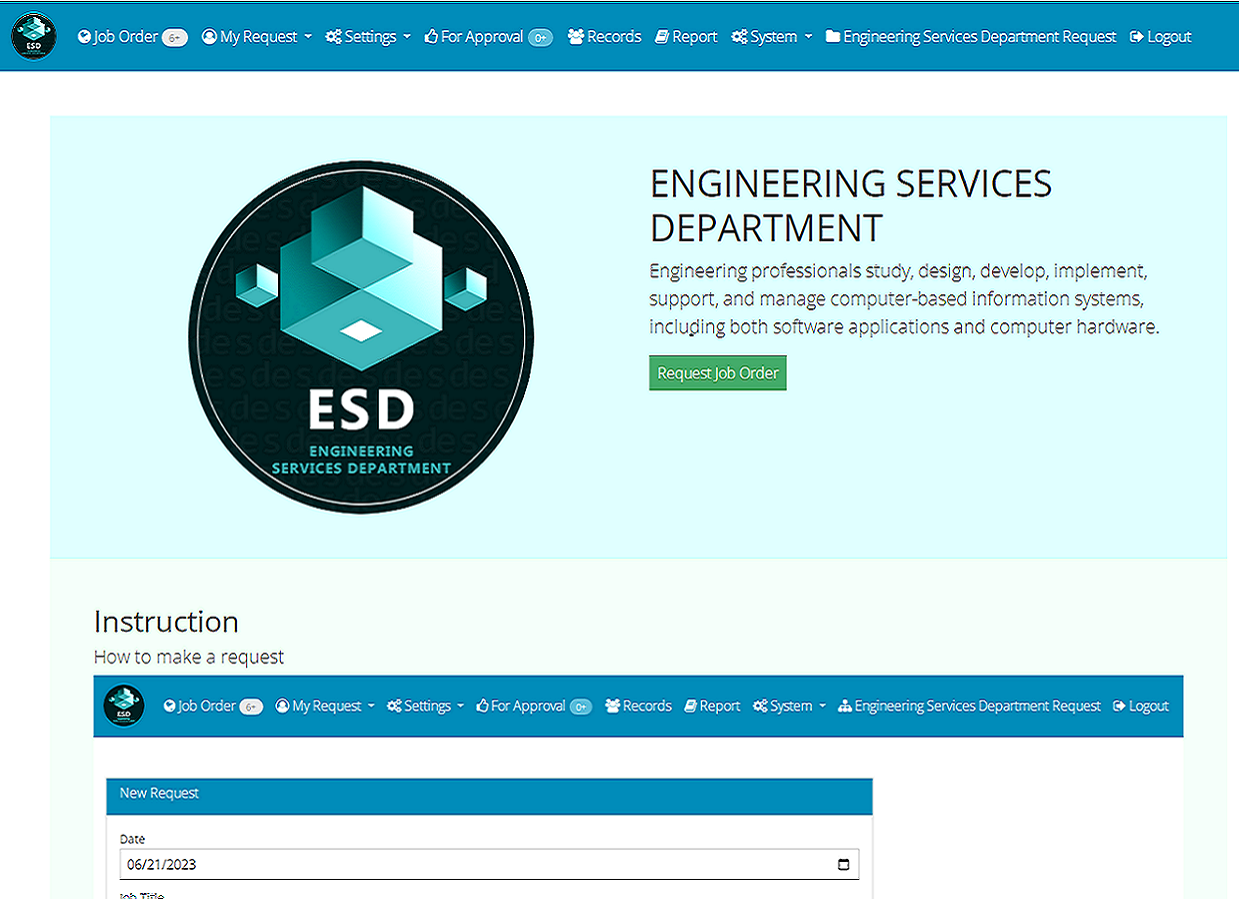 ESD
Job Order 6+ My Request Settings For Approval 0+ Records Report System Engineering Services Department Request Logout
ESD
ENGINEERING
SERVICES DEPARTMENT
ENGINEERING SERVICES
DEPARTMENT
Engineering professionals study, design, develop, implement,
support, and manage computer-based information systems,
including both software applications and computer hardware.
Request Job Order
Instruction
How to make a request
ESD
Job Order 6+ My Request Settings For Approval 0+ Records Report System Engineering Services Department Request Logout
New Request
Date
06/21/2023
Job Title